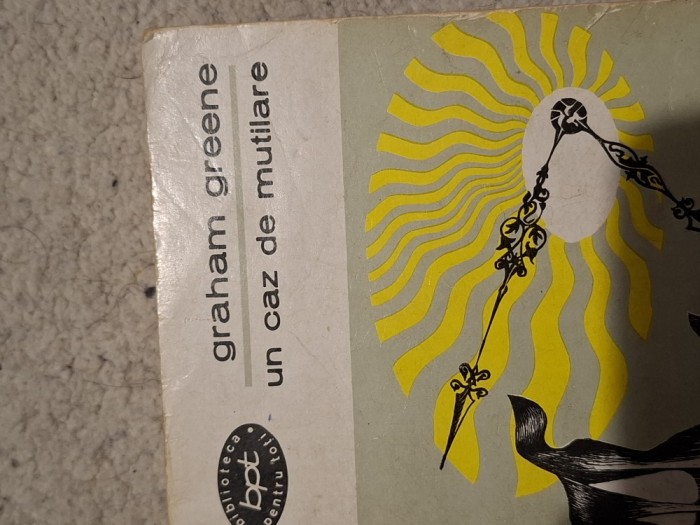 graham greene
un caz de mutilare
biblioteca
bpt
pentru toți